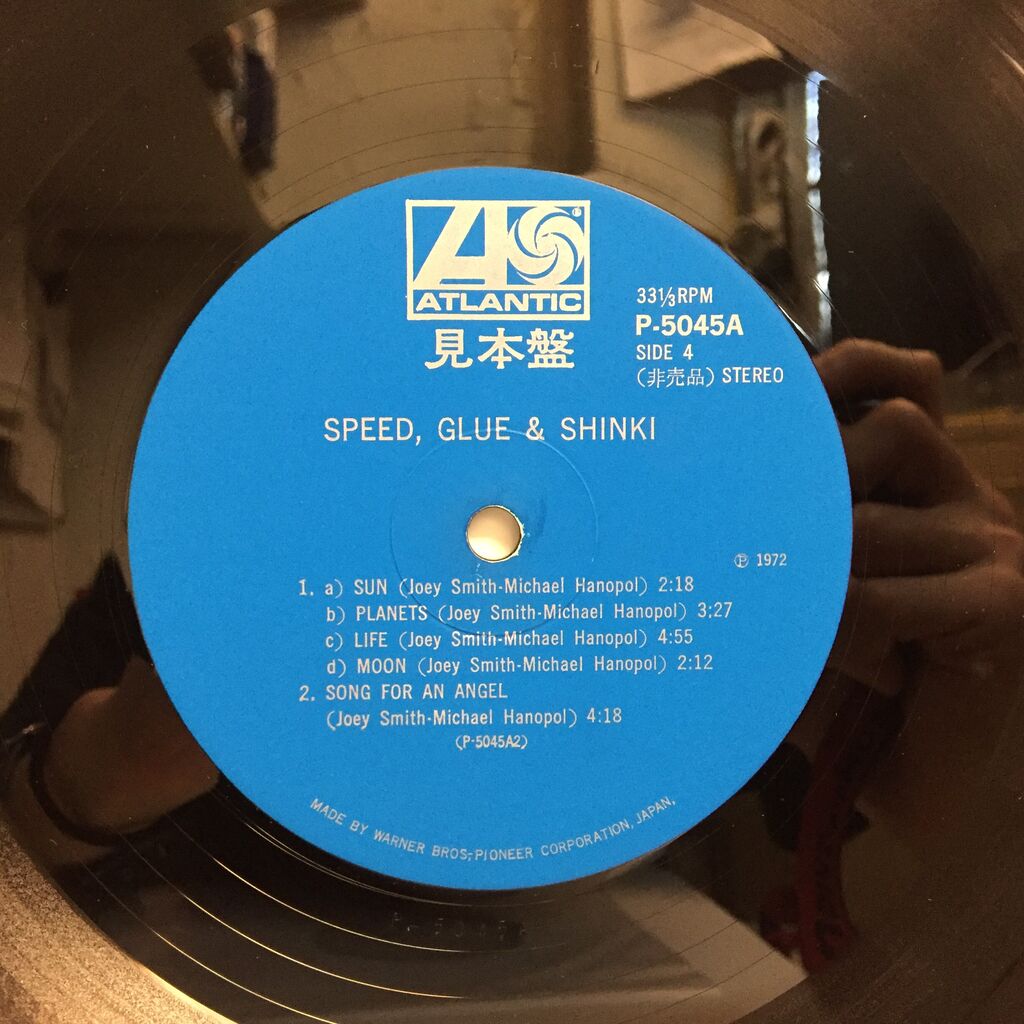 ATLANTIC
見本盤
33⅓RPM
P-5045A
SIDE 4
(非売品) STEREO
SPEED, GLUE & SHINKI
℗ 1972
1. a) SUN (Joey Smith-Michael Hanopol) 2:18
b) PLANETS (Joey Smith-Michael Hanopol) 3:27
c) LIFE (Joey Smith-Michael Hanopol) 4:55
d) MOON (Joey Smith-Michael Hanopol) 2:12
2. SONG FOR AN ANGEL
(Joey Smith-Michael Hanopol) 4:18
(P-5045A2)
MADE BY WARNER BROS,-PIONEER CORPORATION, JAPAN,